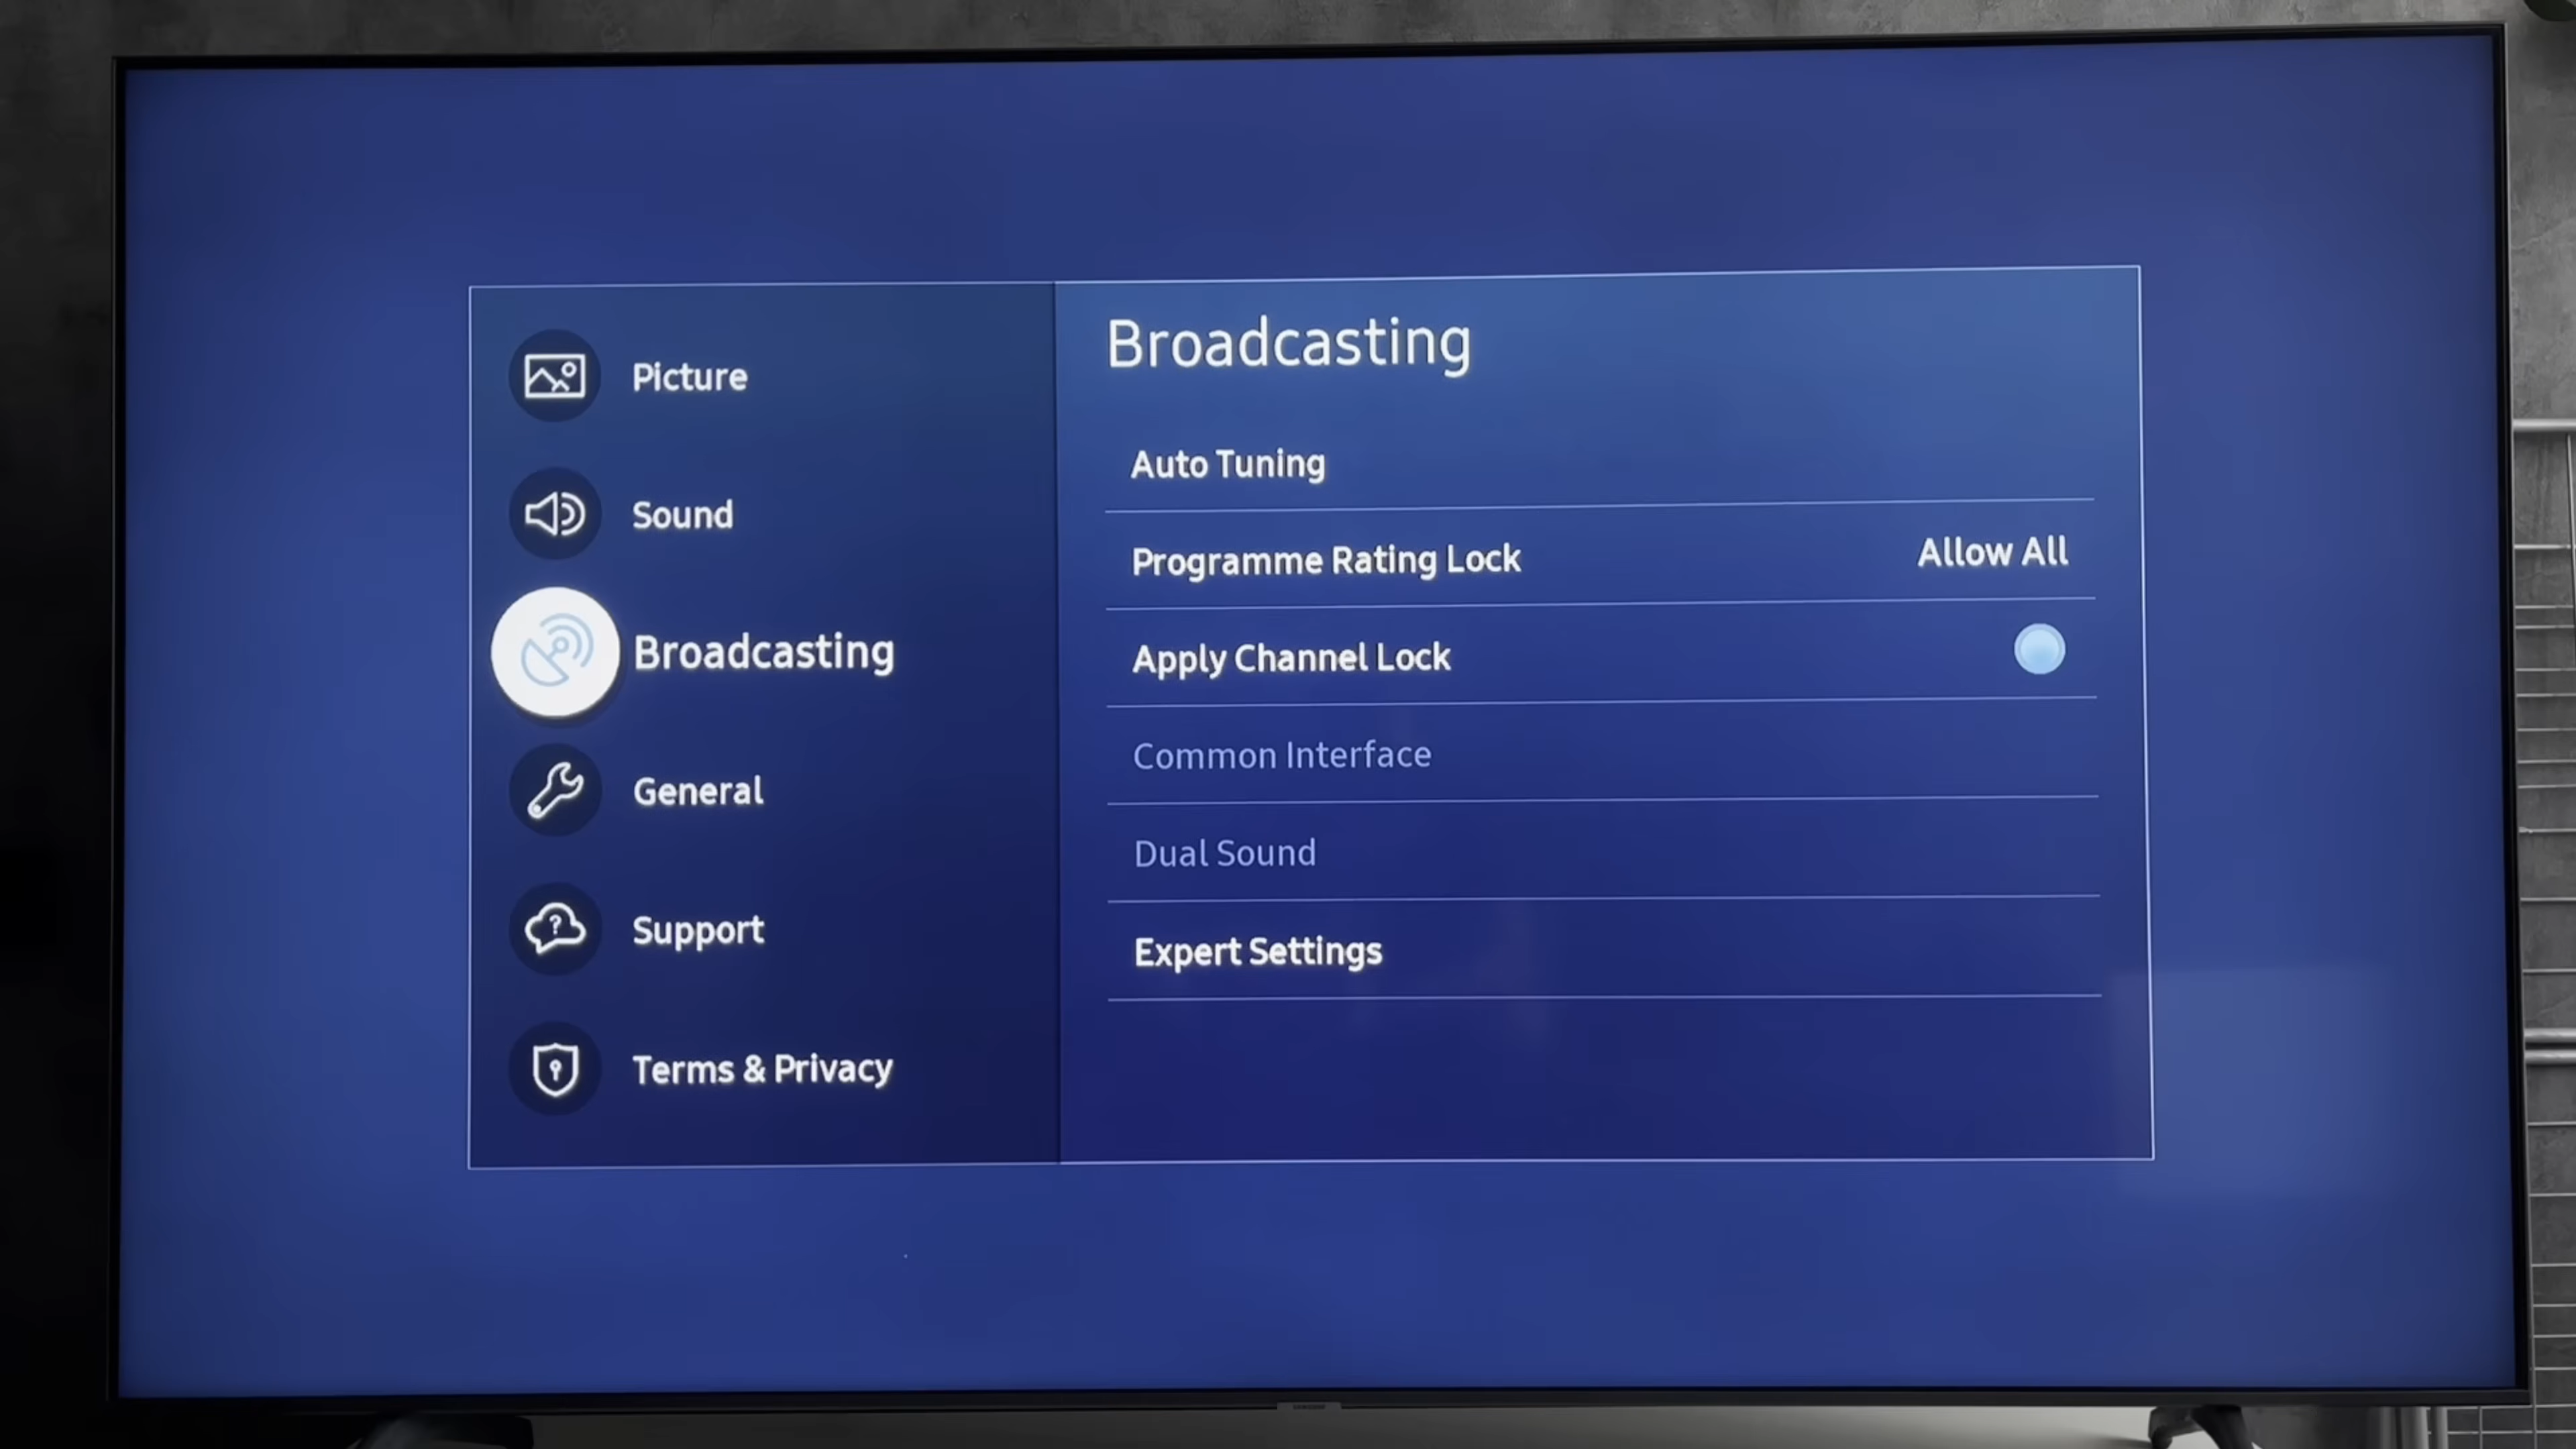 Picture
Sound
Broadcasting
General
Support
Terms & Privacy
Broadcasting
Auto Tuning
Programme Rating Lock Allow All
Apply Channel Lock
Common Interface
Dual Sound
Expert Settings